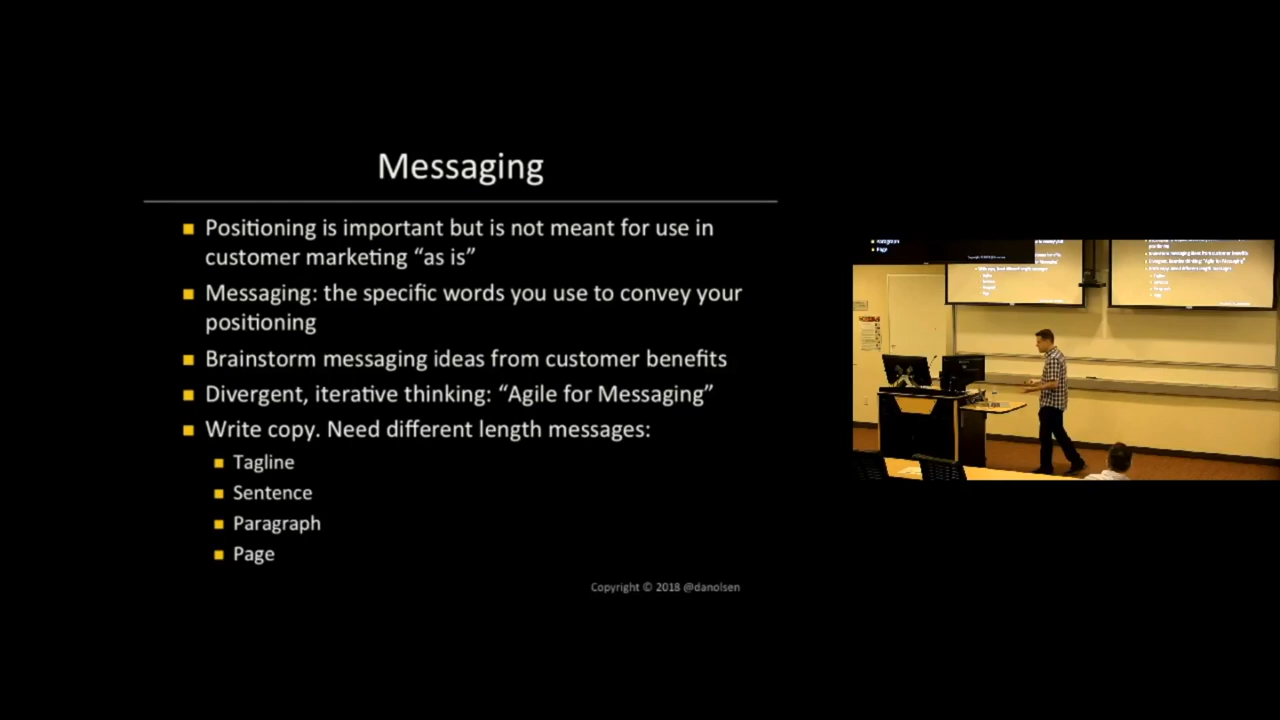 Messaging
Positioning is important but is not meant for use in
customer marketing “as is”
Messaging: the specific words you use to convey your
positioning
Brainstorm messaging ideas from customer benefits
Divergent, iterative thinking: “Agile for Messaging”
Write copy. Need different length messages:
Tagline
Sentence
Paragraph
Page
Copyright © 2018 @danolsen